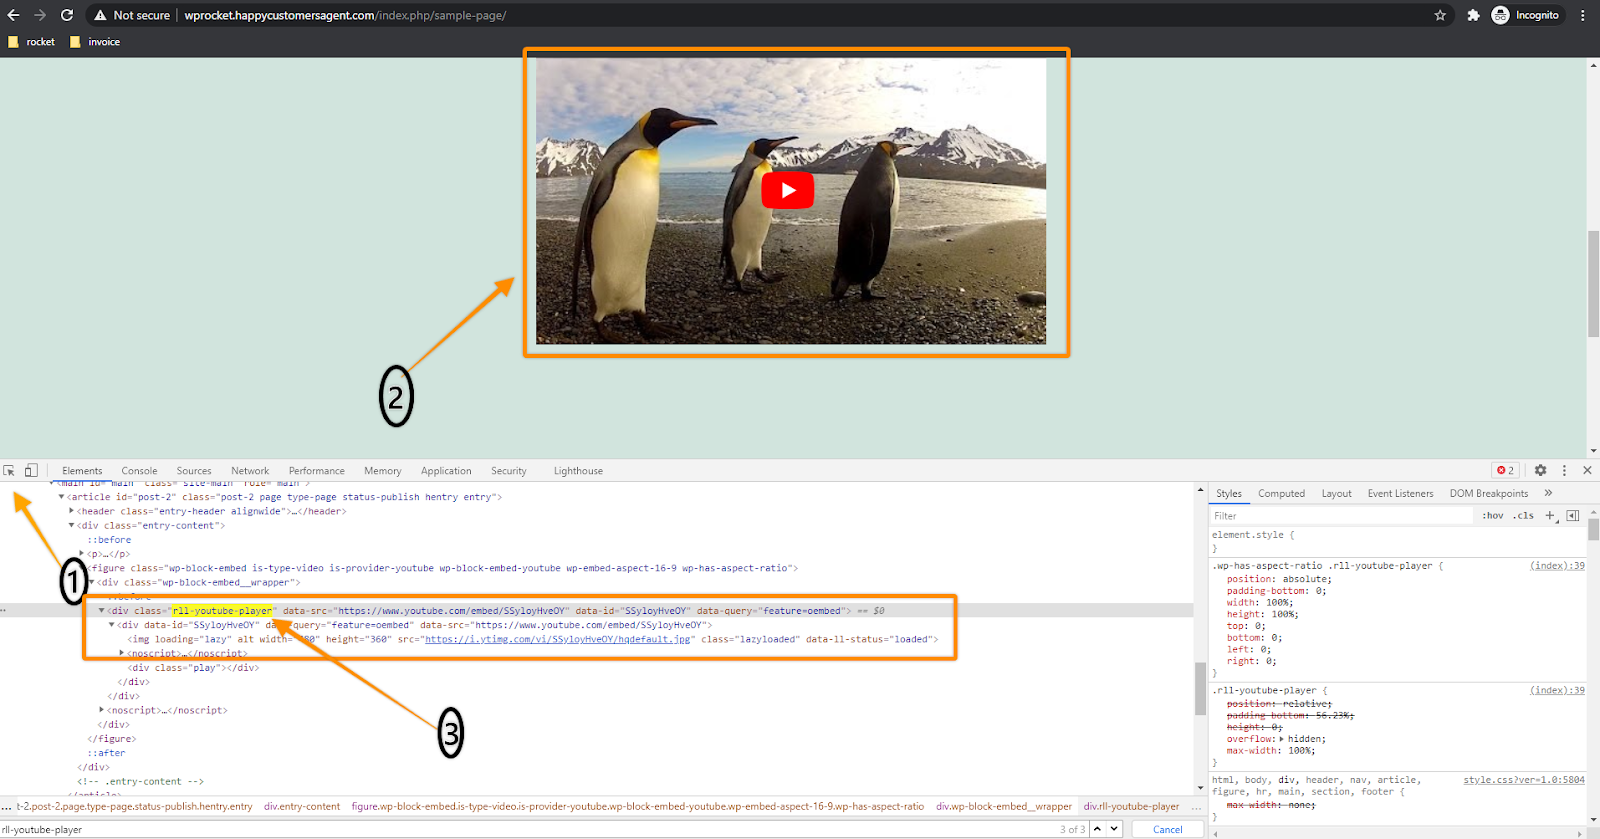 Not secure | wprocket.happycustomersagent.com/index.php/sample-page/
Incognito
rocket invoice
2
Elements Console Sources Network Performance Memory Application Security Lighthouse
2
<main id="main" class="site-main" role="main">
<article id="post-2" class="post-2 page type-page status-publish hentry entry">
<header class="entry-header alignwide">…</header>
<div class="entry-content">
::before
<p>…</p>
<figure class="wp-block-embed is-type-video is-provider-youtube wp-block-embed-youtube wp-embed-aspect-16-9 wp-has-aspect-ratio">
<div class="wp-block-embed__wrapper">
1
::before
<div class="rll-youtube-player" data-src="https://www.youtube.com/embed/SSyloyHveOY" data-id="SSyloyHveOY" data-query="feature=oembed"> == $0
<div data-id="SSyloyHveOY" data-query="feature=oembed" data-src="https://www.youtube.com/embed/SSyloyHveOY">
<img loading="lazy" alt width="480" height="360" src="https://i.ytimg.com/vi/SSyloyHveOY/hqdefault.jpg" class="lazyloaded" data-ll-status="loaded">
<noscript>…</noscript>
<div class="play"></div>
</div>
</div>
<noscript>…</noscript>
</div>
</figure>
3
::after
</div>
<!-- .entry-content -->
</article>
… t-2.post-2.page.type-page.status-publish.hentry.entry div.entry-content figure.wp-block-embed.is-type-video.is-provider-youtube.wp-block-embed-youtube.wp-embed-aspect-16-9.wp-has-aspect-ratio div.wp-block-embed__wrapper div.rll-youtube-player …
rll-youtube-player 3 of 3 Cancel
Styles Computed Layout Event Listeners DOM Breakpoints »
Filter :hov .cls +
element.style {
}
.wp-has-aspect-ratio .rll-youtube-player { (index):39
position: absolute;
padding-bottom: 0;
width: 100%;
height: 100%;
top: 0;
bottom: 0;
left: 0;
right: 0;
}
.rll-youtube-player { (index):39
position: relative;
padding-bottom: 56.23%;
height: 0;
overflow: hidden;
max-width: 100%;
}
html, body, div, header, nav, article, style.css?ver=1.0:5804
figure, hr, main, section, footer {
max-width: none;
}